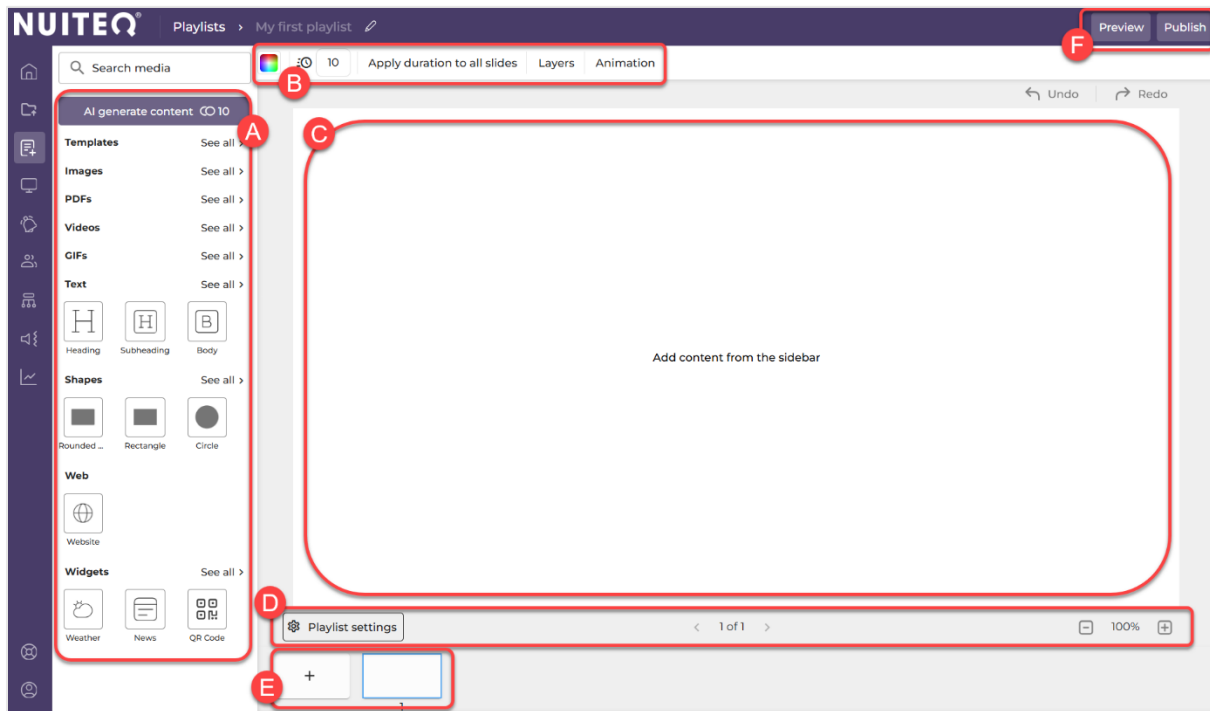 NUITEQ®
Playlists > My first playlist
Preview
Publish
F
Search media
10
Apply duration to all slides
Layers
Animation
B
Undo
Redo
AI generate content 10
A
C
Templates See all >
Images See all >
PDFs See all >
Videos See all >
GIFs See all >
Text See all >
H H B
Heading Subheading Body
Shapes See all >
Rounded ... Rectangle Circle
Web
Website
Widgets See all >
Weather News QR Code
Add content from the sidebar
D
Playlist settings
< 1 of 1 >
100%
E
+
1